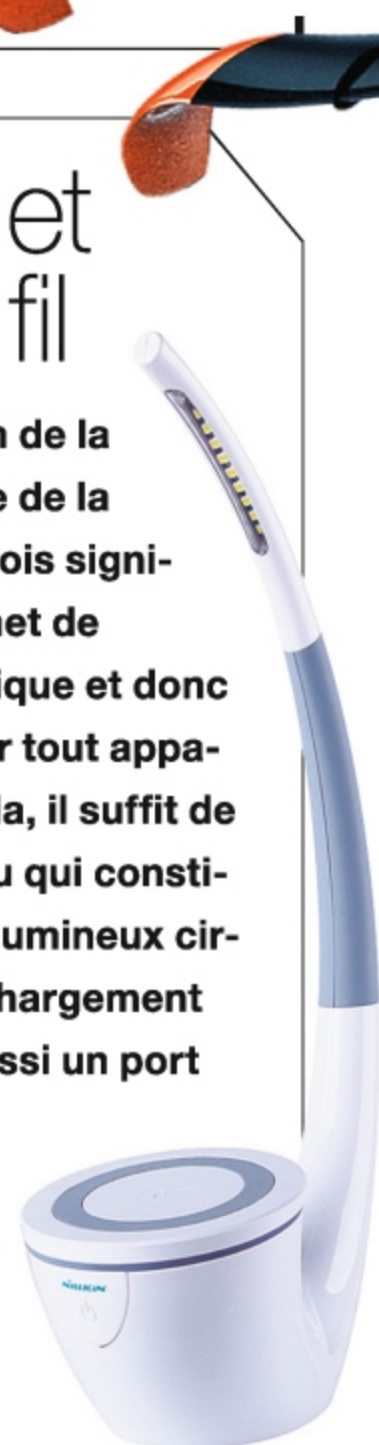 et
fil
n de la
e de la
ois signi-
net de
ique et donc
r tout appa-
la, il suffit de
u qui consti-
umineux cir-
hargement
ssi un port
NILLKIN